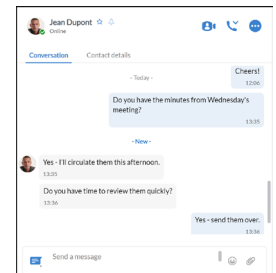 Jean Dupont
Online
Conversation Contact details
- Today -
Cheers!
12:06
Do you have the minutes from Wednesday's
meeting?
13:35
- New -
Yes - I'll circulate them this afternoon.
13:35
Do you have time to review them quickly?
13:36
Yes - send them over.
13:36
Send a message